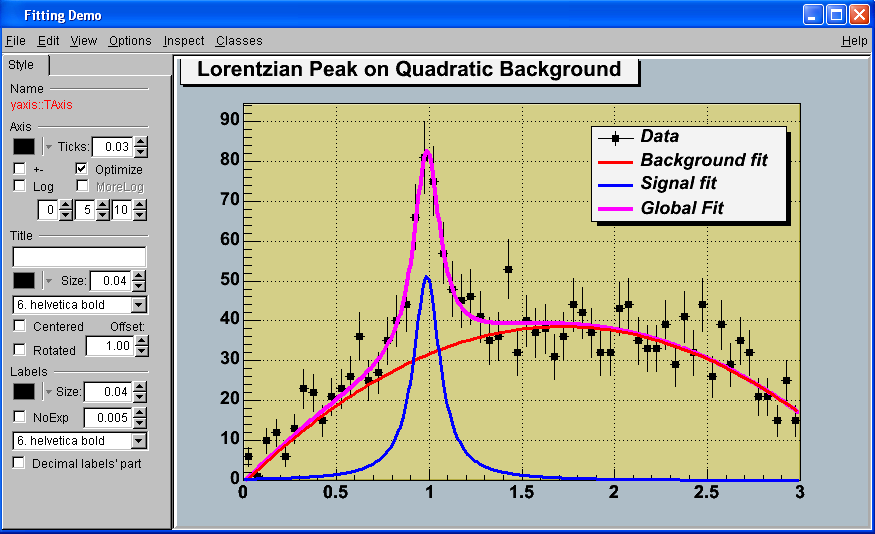 Fitting Demo
File Edit View Options Inspect Classes Help
Style
Name
yaxis::TAxis
Axis
Ticks: 0.03
+- Optimize
Log MoreLog
0 5 10
Title
Size: 0.04
6. helvetica bold
Centered Offset:
Rotated 1.00
Labels
Size: 0.04
NoExp 0.005
6. helvetica bold
Decimal labels' part
Lorentzian Peak on Quadratic Background
90
80
70
60
50
40
30
20
10
0
0 0.5 1 1.5 2 2.5 3
Data
Background fit
Signal fit
Global Fit